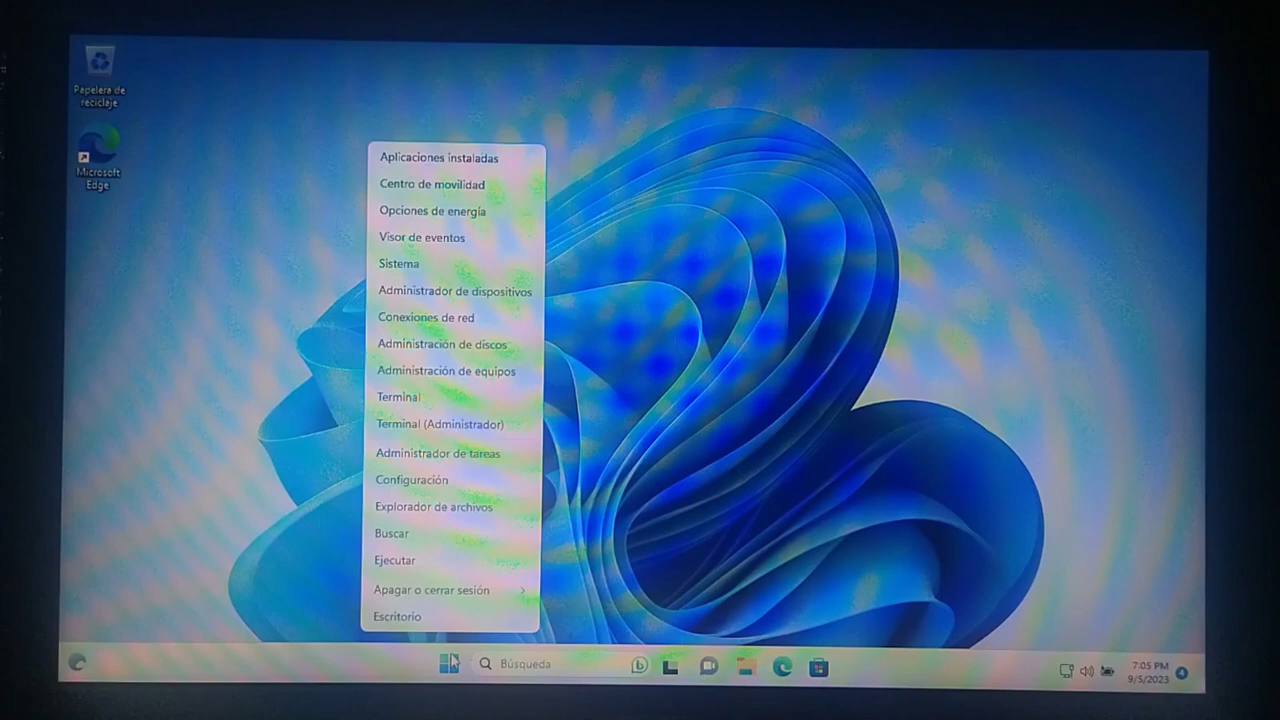 Papelera de
reciclaje
Microsoft
Edge
Aplicaciones instaladas
Centro de movilidad
Opciones de energía
Visor de eventos
Sistema
Administrador de dispositivos
Conexiones de red
Administración de discos
Administración de equipos
Terminal
Terminal (Administrador)
Administrador de tareas
Configuración
Explorador de archivos
Buscar
Ejecutar
Apagar o cerrar sesión
Escritorio
Búsqueda
7:05 PM
9/5/2023
4